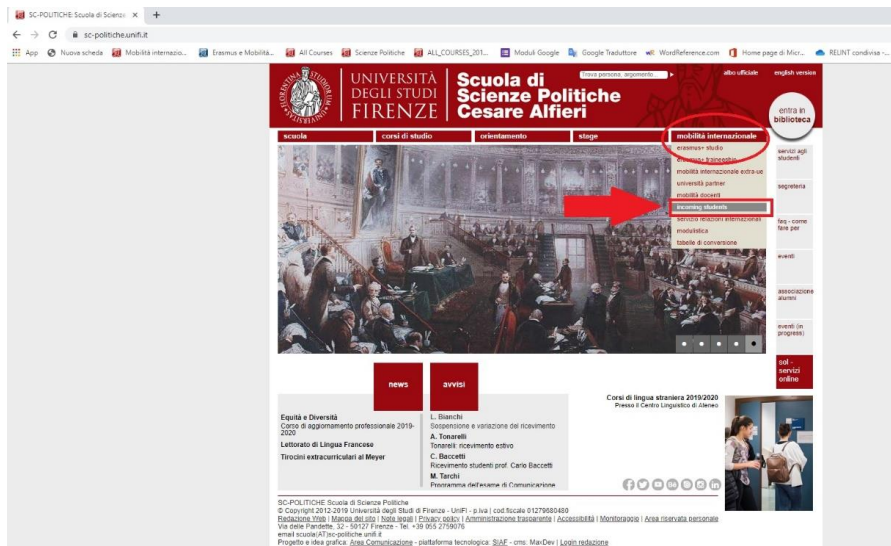 SC-POLITICHE: Scuola di Scienze
sc-politiche.unifi.it
App Nuova scheda Mobilità internazio... Erasmus e Mobilità... All Courses Scienze Politiche ALL_COURSES_201... Moduli Google Google Traduttore WordReference.com Home page di Micr... RELINT condivisa -...
UNIVERSITÀ
DEGLI STUDI
FIRENZE
Scuola di
Scienze Politiche
Cesare Alfieri
Trova persona, argomento...
albo ufficiale english version
entra in
biblioteca
scuola corsi di studio orientamento stage mobilità internazionale
erasmus+ studio
erasmus+ traineeship
mobilità internazionale extra-ue
università partner
mobilità docenti
incoming students
servizio relazioni internazionali
modulistica
tabelle di conversione
servizi agli
studenti
segreteria
faq - come
fare per
eventi
associazione
alumni
eventi (in
progress)
sol -
servizi
online
news
avvisi
Equità e Diversità
Corso di aggiornamento professionale 2019-
2020
Lettorato di Lingua Francese
Tirocini extracurriculari al Meyer
L. Bianchi
Sospensione e variazione del ricevimento
A. Tonarelli
Tonarelli: ricevimento estivo
C. Baccetti
Ricevimento studenti prof. Carlo Baccetti
M. Tarchi
Programma dell'esame di Comunicazione
Corsi di lingua straniera 2019/2020
Presso il Centro Linguistico di Ateneo
SC-POLITICHE Scuola di Scienze Politiche
© Copyright 2012-2019 Università degli Studi di Firenze - UniFI - p.iva | cod.fiscale 01279680480
Redazione Web | Mappa del sito | Note legali | Privacy policy | Amministrazione trasparente | Accessibilità | Monitoraggio | Area riservata personale
Via delle Pandette, 32 - 50127 Firenze - Tel. +39 055 2759076
email scuola(AT)sc-politiche.unifi.it
Progetto e idea grafica: Area Comunicazione - piattaforma tecnologica: SIAF - cms. MaxDev | Login redazione